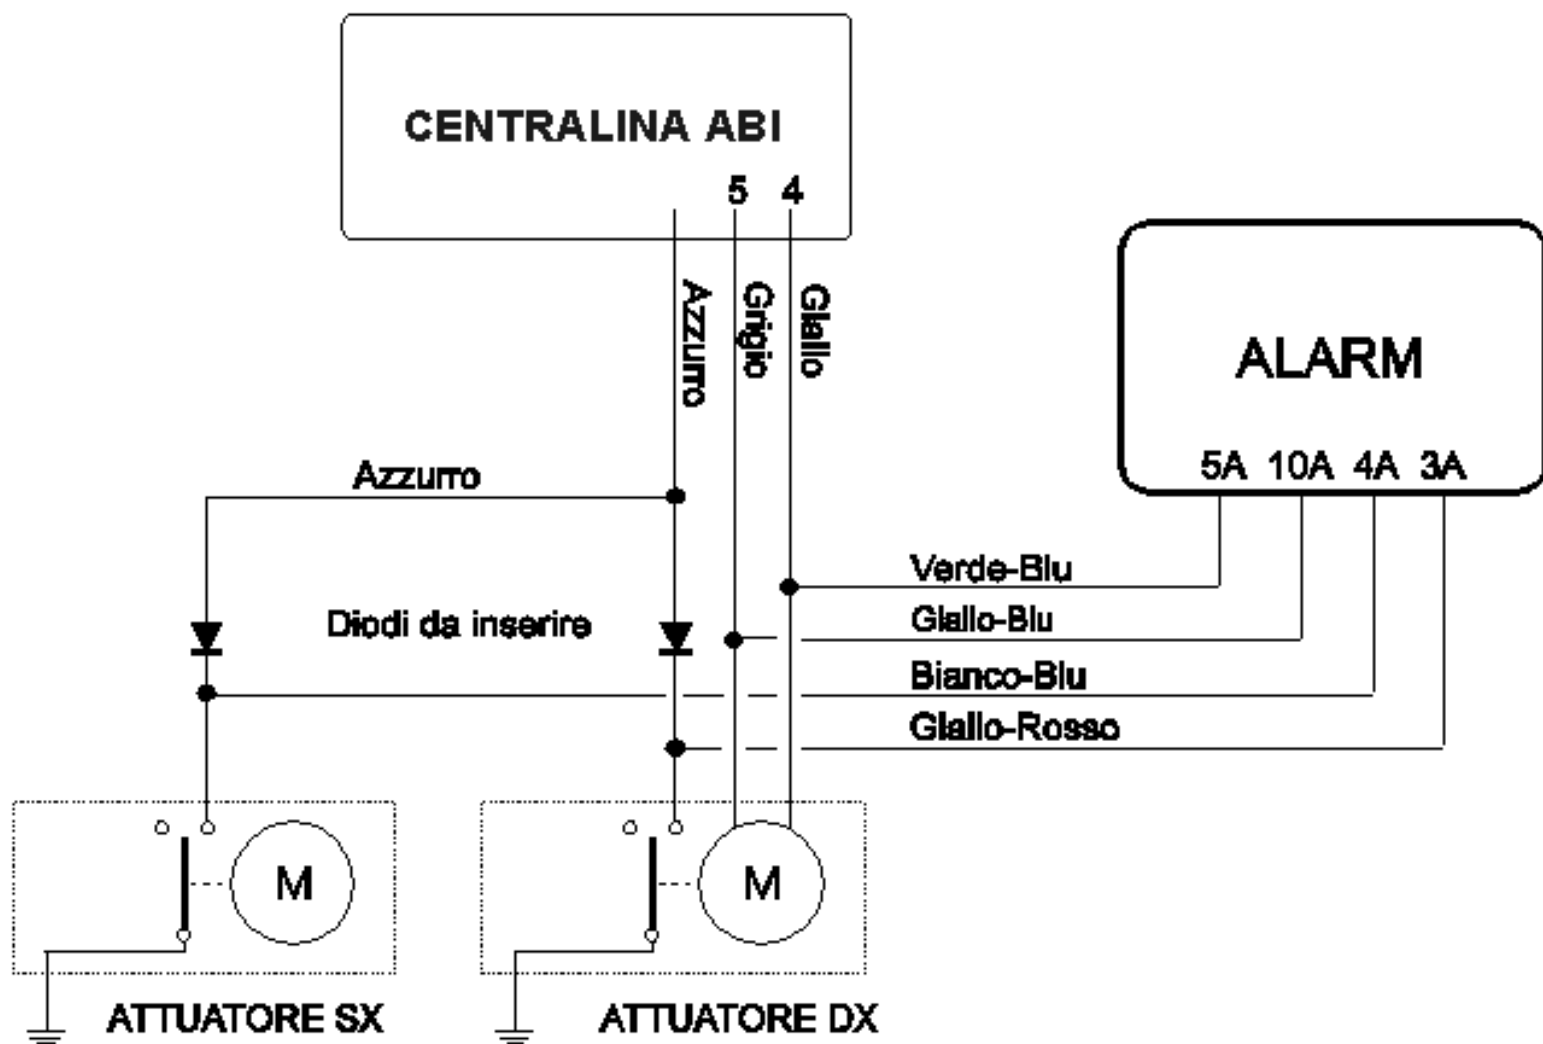 CENTRALINA ABI
5 4
Azzurro
Grigio
Giallo
ALARM
5A 10A 4A 3A
Azzurro
Verde-Blu
Diodi da inserire
Giallo-Blu
Bianco-Blu
Giallo-Rosso
M
M
ATTUATORE SX
ATTUATORE DX